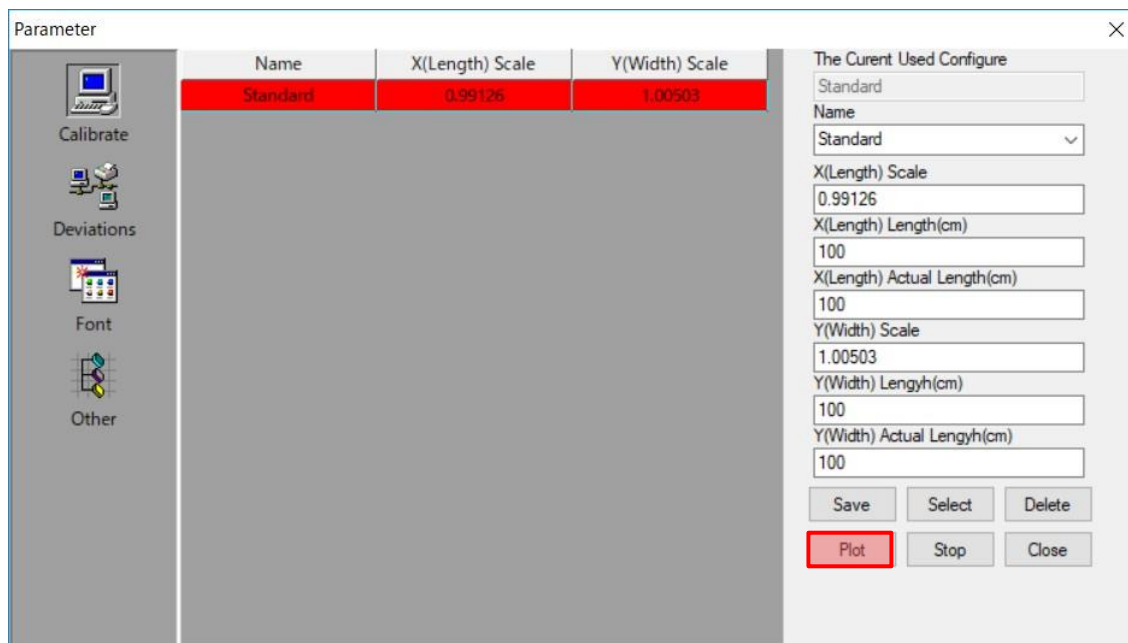 Parameter
Calibrate
Deviations
Font
Other
Name X(Length) Scale Y(Width) Scale
Standard 0.99126 1.00503
The Curent Used Configure
Standard
Name
Standard
X(Length) Scale
0.99126
X(Length) Length(cm)
100
X(Length) Actual Length(cm)
100
Y(Width) Scale
1.00503
Y(Width) Lengyh(cm)
100
Y(Width) Actual Lengyh(cm)
100
Save Select Delete
Plot Stop Close